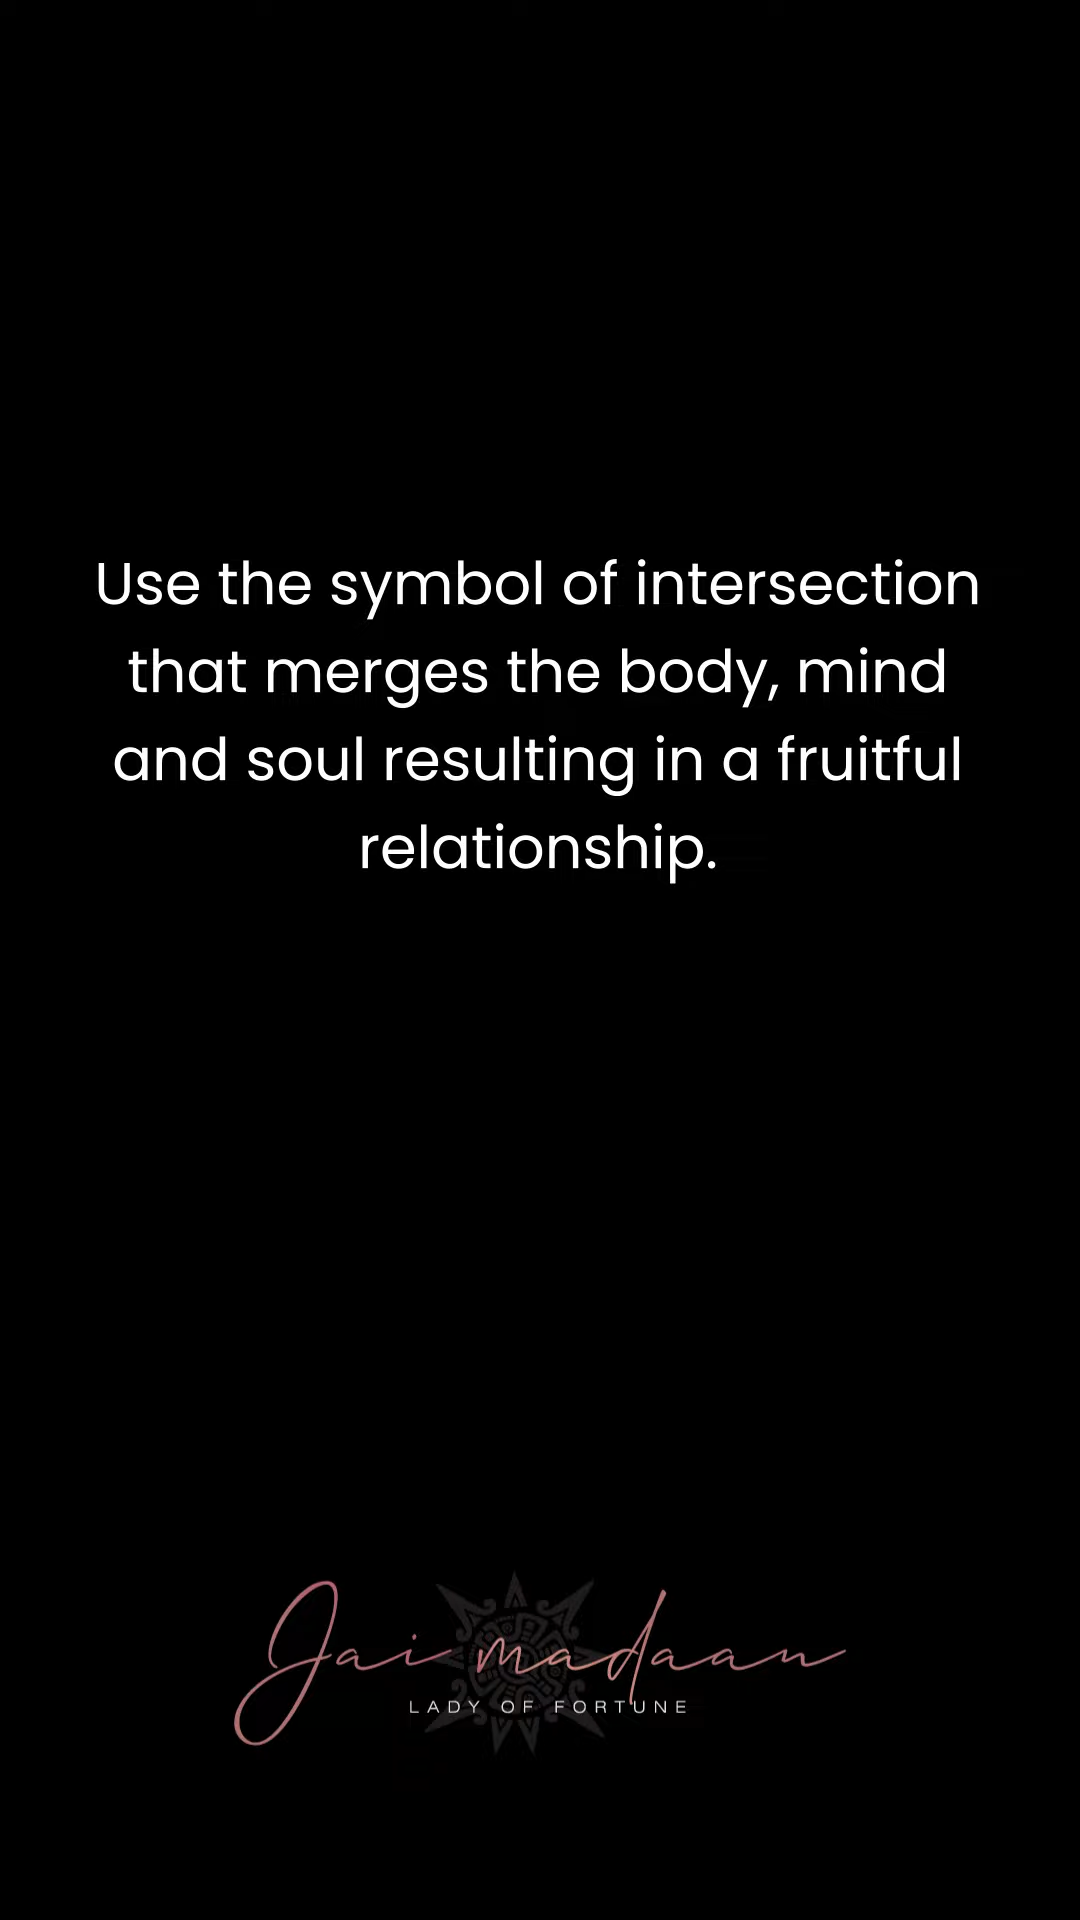 Use the symbol of intersection
that merges the body, mind
and soul resulting in a fruitful
relationship.
Jai madaan
LADY OF FORTUNE